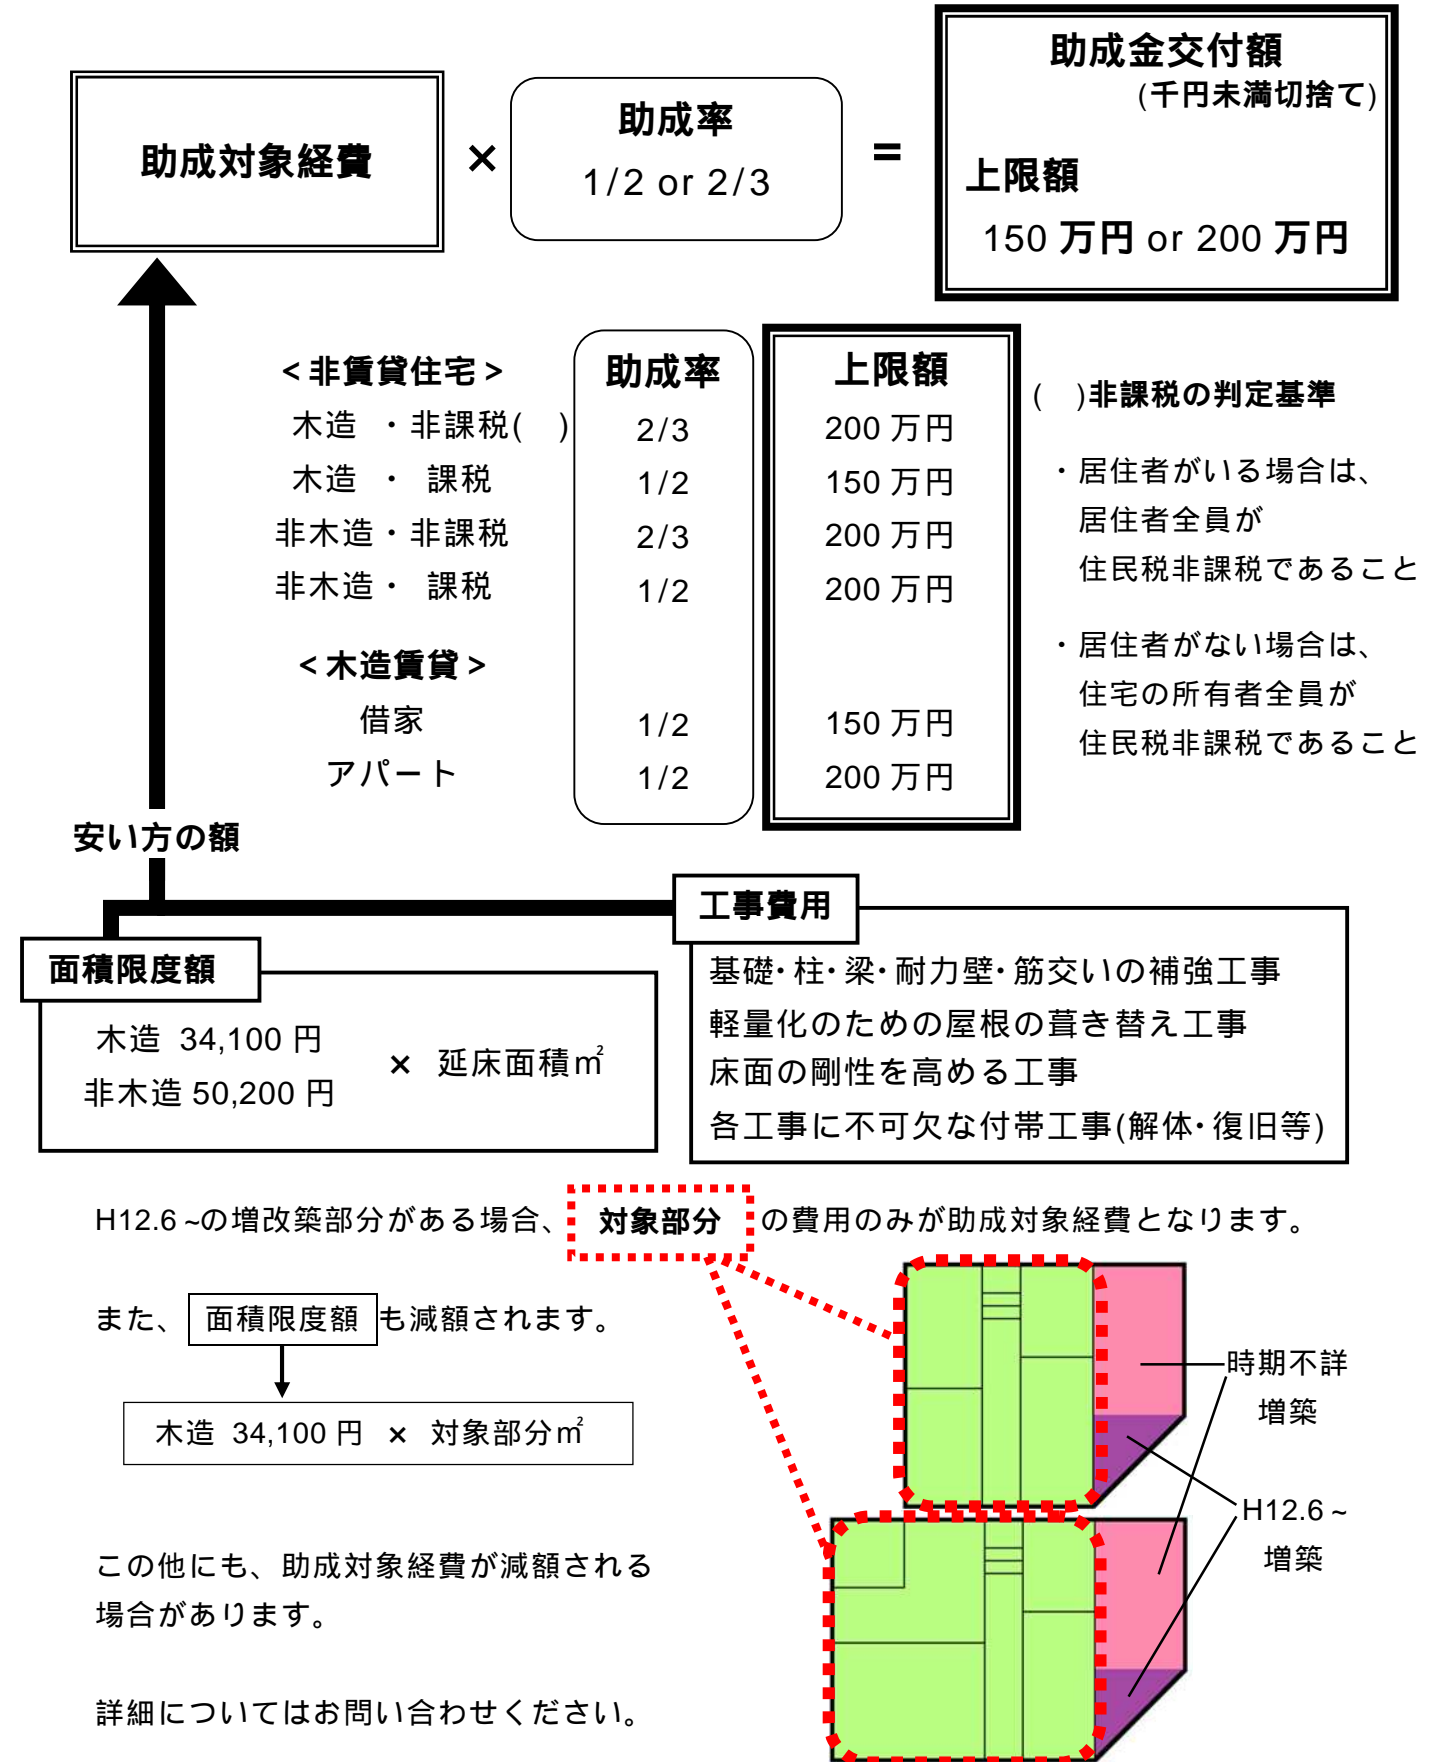 助成対象経費
×
助成率
1/2 or 2/3
=
助成金交付額
(千円未満切捨て)
上限額
150 万円 or 200 万円
<非賃貸住宅>
助成率
上限額
木造 ・非課税( )
2/3
200 万円
木造 ・ 課税
1/2
150 万円
非木造・非課税
2/3
200 万円
非木造・ 課税
1/2
200 万円
<木造賃貸>
借家
1/2
150 万円
アパート
1/2
200 万円
( )非課税の判定基準
・居住者がいる場合は、
居住者全員が
住民税非課税であること
・居住者がない場合は、
住宅の所有者全員が
住民税非課税であること
安い方の額
面積限度額
木造 34,100 円
非木造 50,200 円
× 延床面積㎡
工事費用
基礎・柱・梁・耐力壁・筋交いの補強工事
軽量化のための屋根の葺き替え工事
床面の剛性を高める工事
各工事に不可欠な付帯工事(解体・復旧等)
H12.6~の増改築部分がある場合、 対象部分 の費用のみが助成対象経費となります。
また、 面積限度額 も減額されます。
木造 34,100 円 × 対象部分㎡
時期不詳
増築
H12.6~
増築
この他にも、助成対象経費が減額される
場合があります。
詳細についてはお問い合わせください。